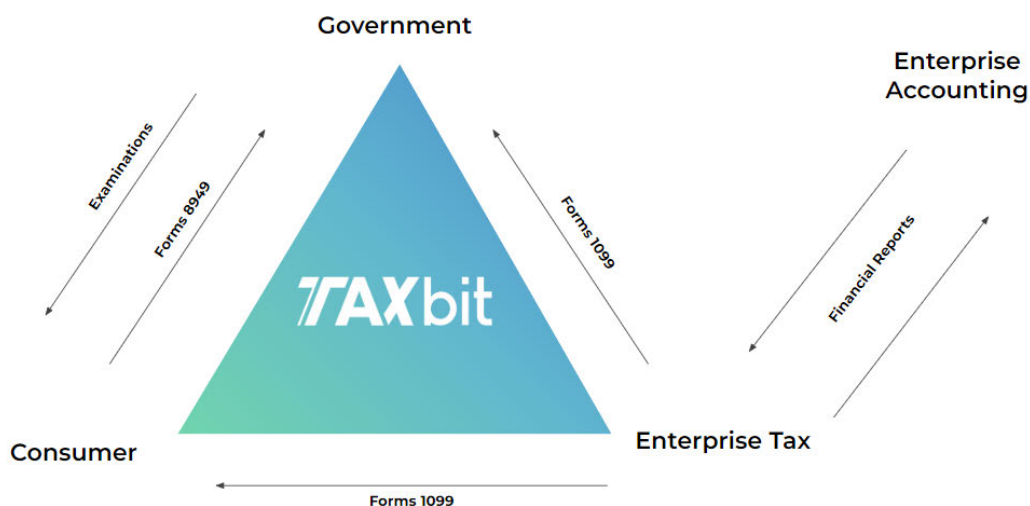 Government
Enterprise
Accounting
Examinations
Forms 8949
Forms 1099
Financial Reports
TAXbit
Consumer
Enterprise Tax
Forms 1099